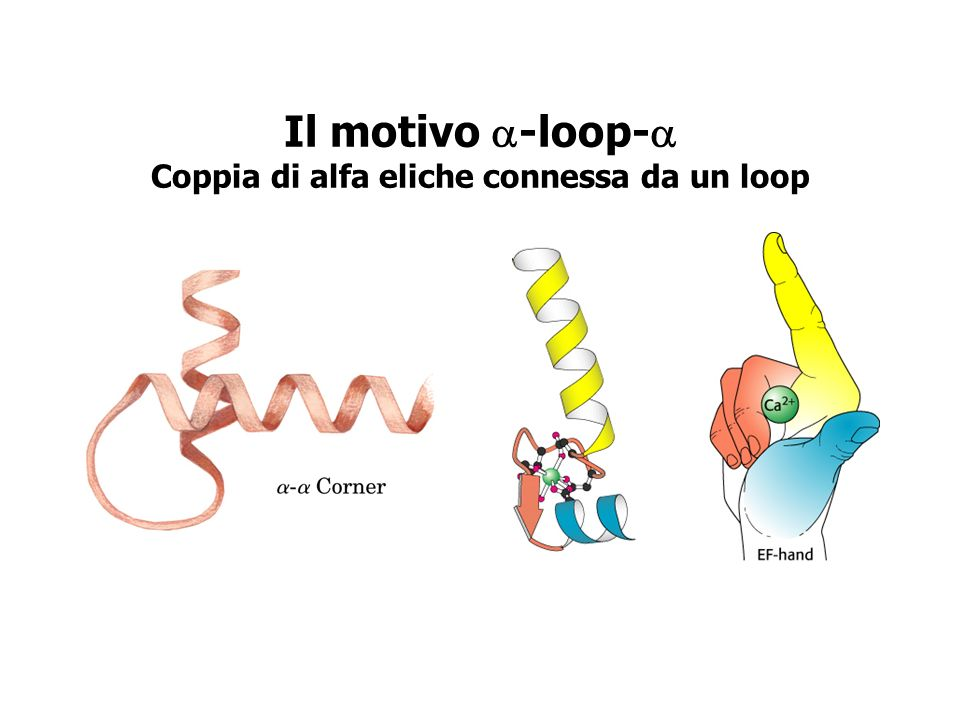 Il motivo α-loop-α
Coppia di alfa eliche connessa da un loop
Ca²⁺
α-α Corner
EF-hand